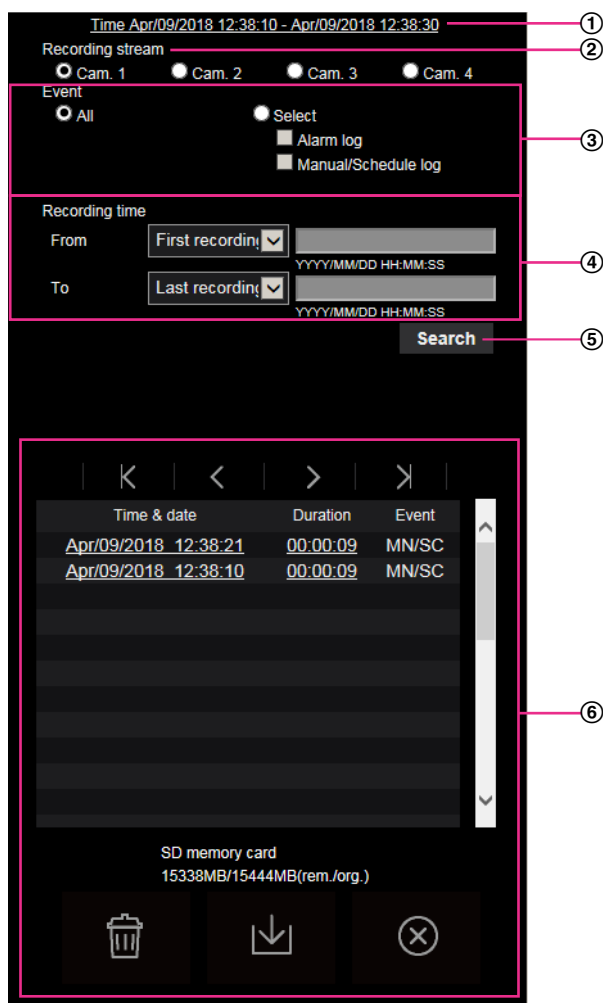 Time Apr/09/2018 12:38:10 - Apr/09/2018 12:38:30 ①
Recording stream ②
Cam. 1 Cam. 2 Cam. 3 Cam. 4
Event
All Select
Alarm log ③
Manual/Schedule log
Recording time
From First recording
YYYY/MM/DD HH:MM:SS ④
To Last recording
YYYY/MM/DD HH:MM:SS
Search ⑤
Time & date Duration Event
Apr/09/2018 12:38:21 00:00:09 MN/SC
Apr/09/2018 12:38:10 00:00:09 MN/SC
⑥
SD memory card
15338MB/15444MB(rem./org.)